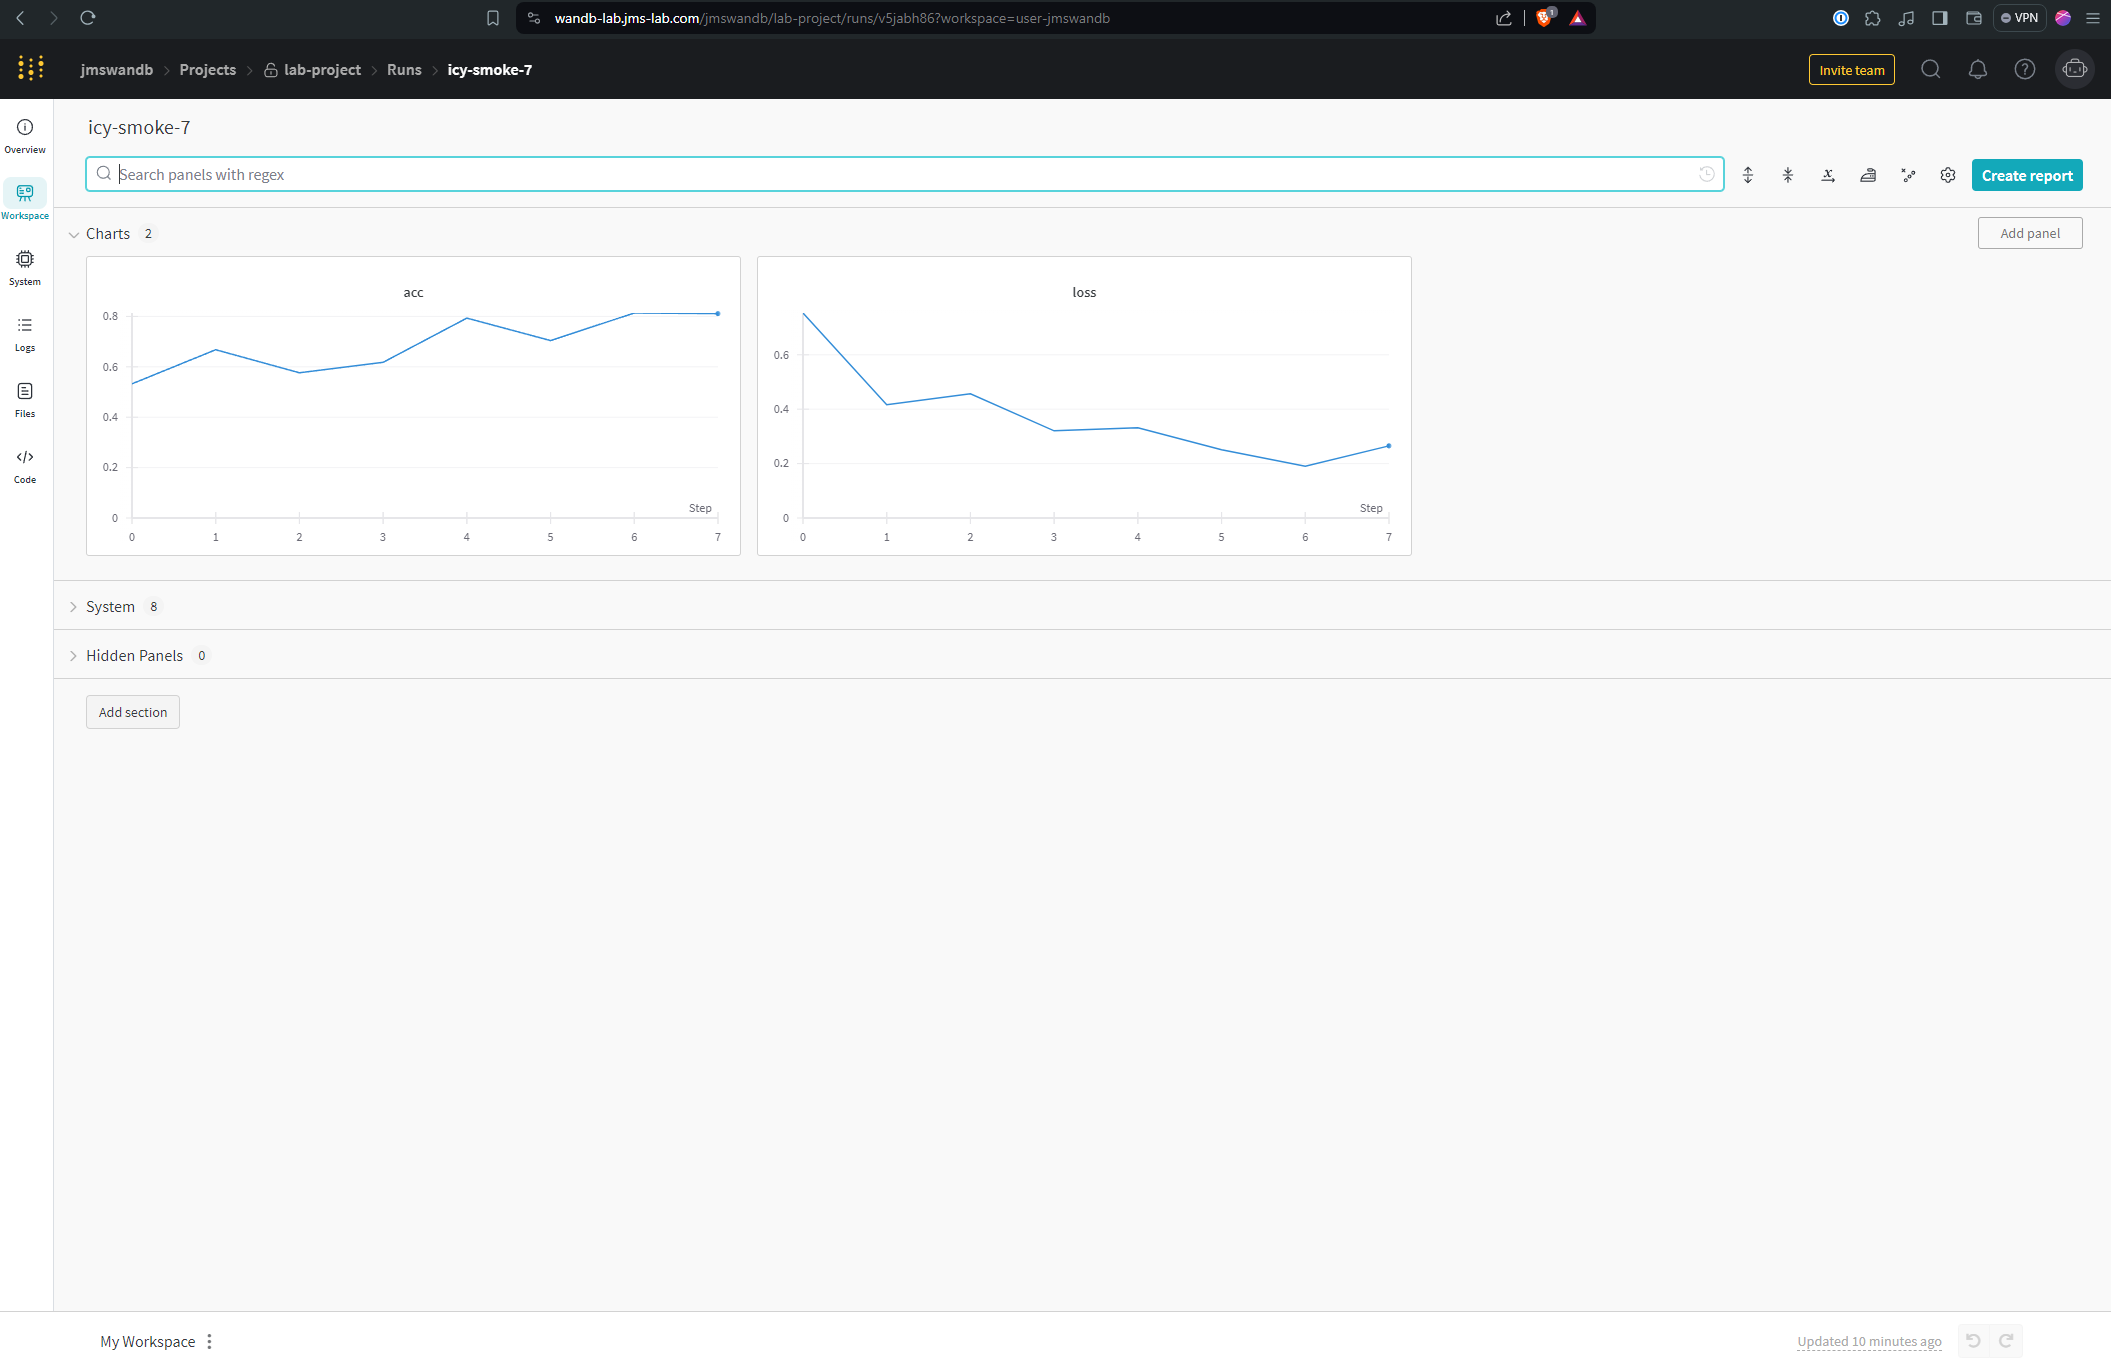 wandb-lab.jms-lab.com/jmswandb/lab-project/runs/v5jabh86?workspace=user-jmswandb
1
VPN
jmswandb > Projects > lab-project > Runs > icy-smoke-7
Invite team
icy-smoke-7
Search panels with regex
Create report
Overview
Workspace
System
Logs
Files
Code
Charts 2
Add panel
acc
0.8
0.6
0.4
0.2
0
Step
0 1 2 3 4 5 6 7
loss
0.6
0.4
0.2
0
Step
0 1 2 3 4 5 6 7
System 8
Hidden Panels 0
Add section
My Workspace
Updated 10 minutes ago